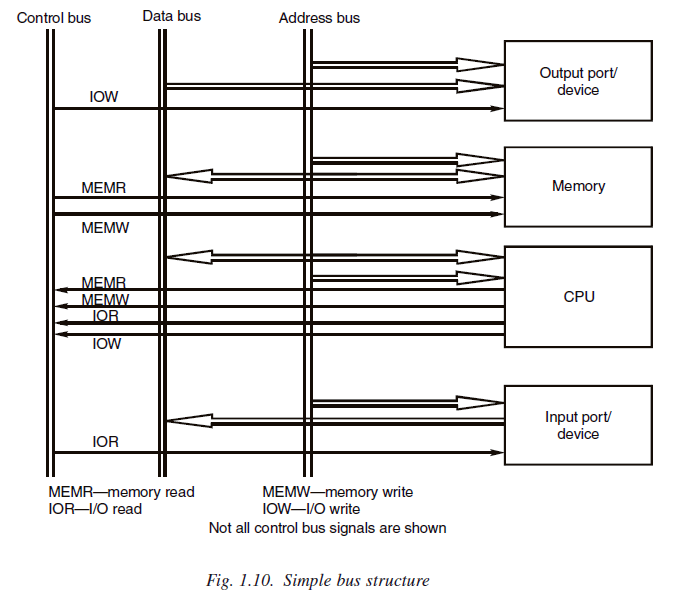 Control bus
Data bus
Address bus
Output port/
device
IOW
Memory
MEMR
MEMW
CPU
MEMR
MEMW
IOR
IOW
Input port/
device
IOR
MEMR—memory read
MEMW—memory write
IOR—I/O read
IOW—I/O write
Not all control bus signals are shown
Fig. 1.10. Simple bus structure